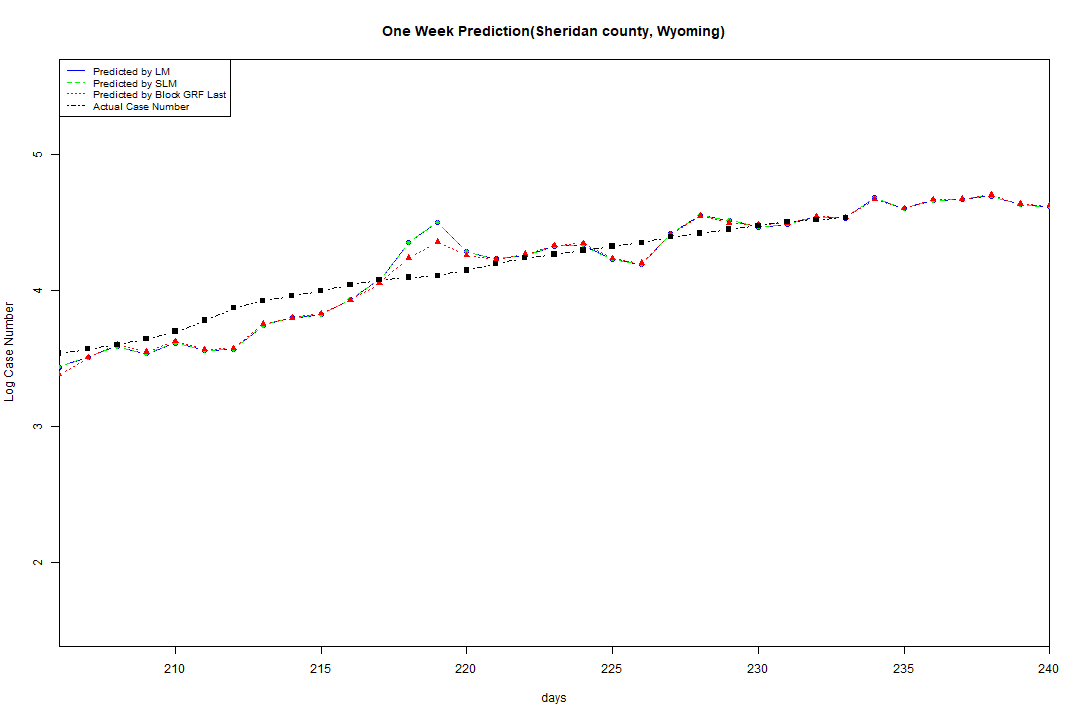 One Week Prediction(Sheridan county, Wyoming)
Predicted by LM
Predicted by SLM
Predicted by Block GRF Last
Actual Case Number
5
4
3
2
Log Case Number
210 215 220 225 230 235 240
days